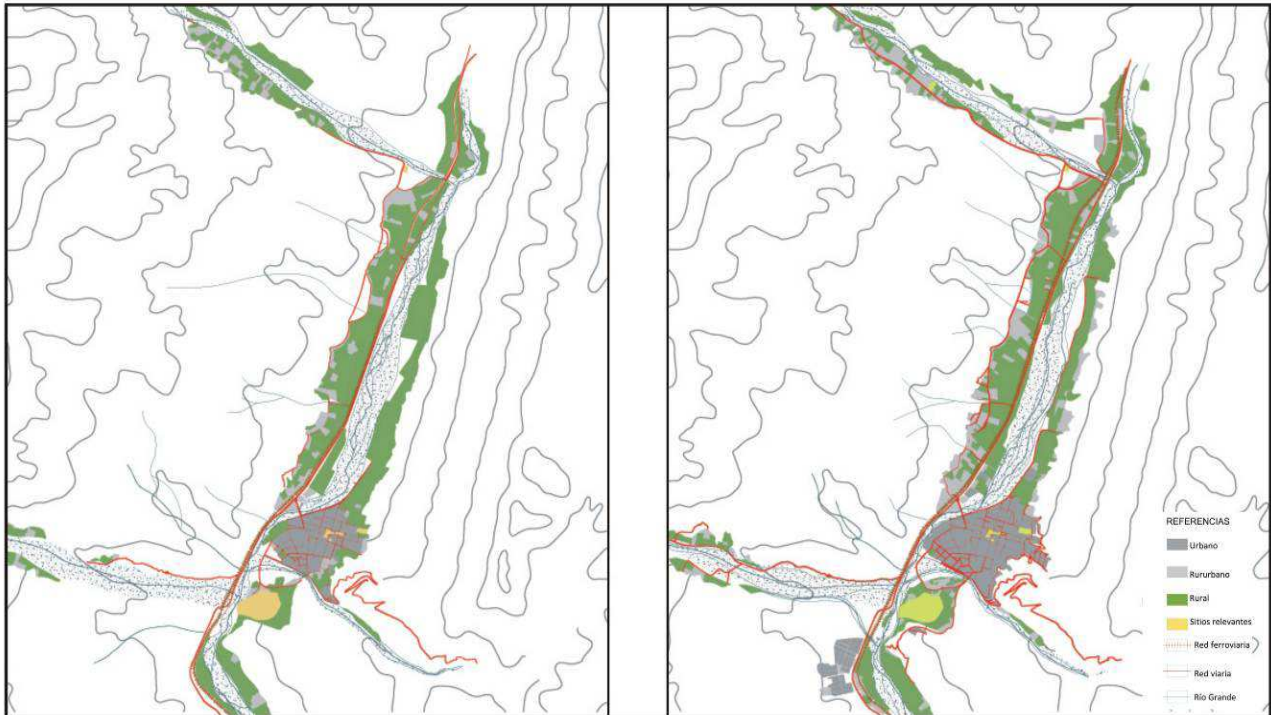 REFERENCIAS
Urbano
Rururbano
Rural
Sitios relevantes
Red ferroviaria
Red viaria
Río Grande